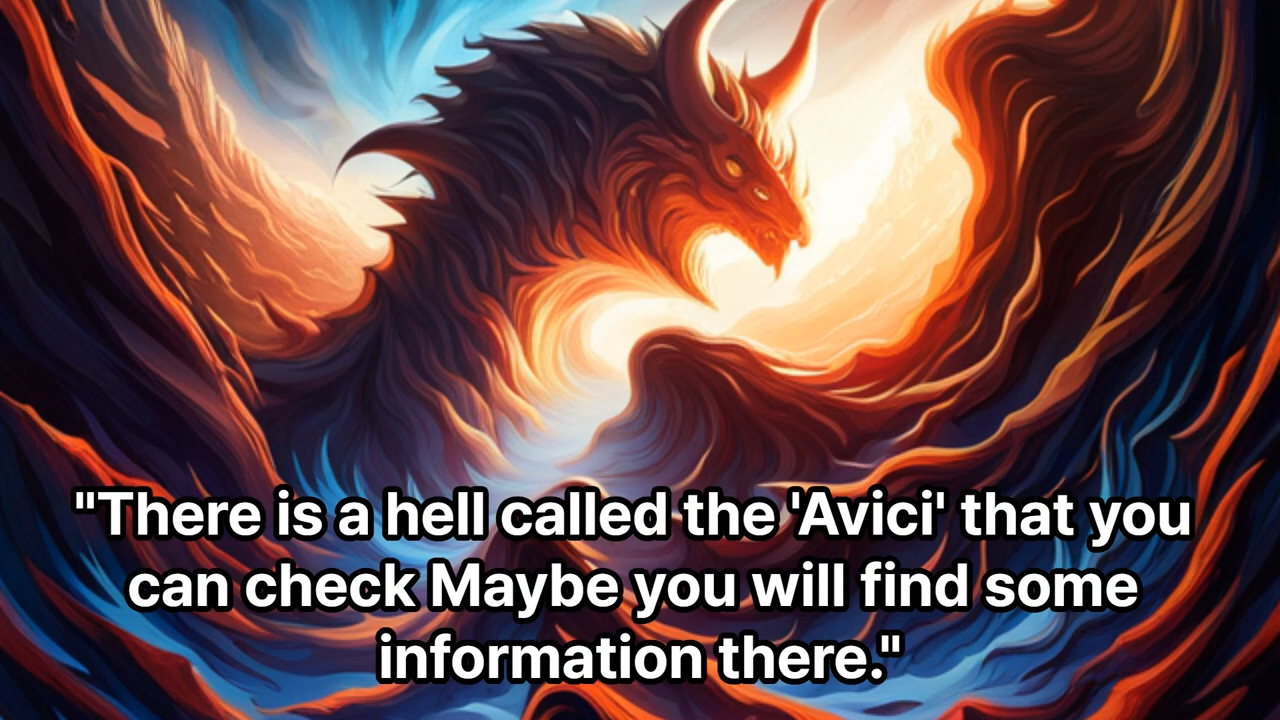 "There is a hell called the 'Avici' that you
can check Maybe you will find some
information there."